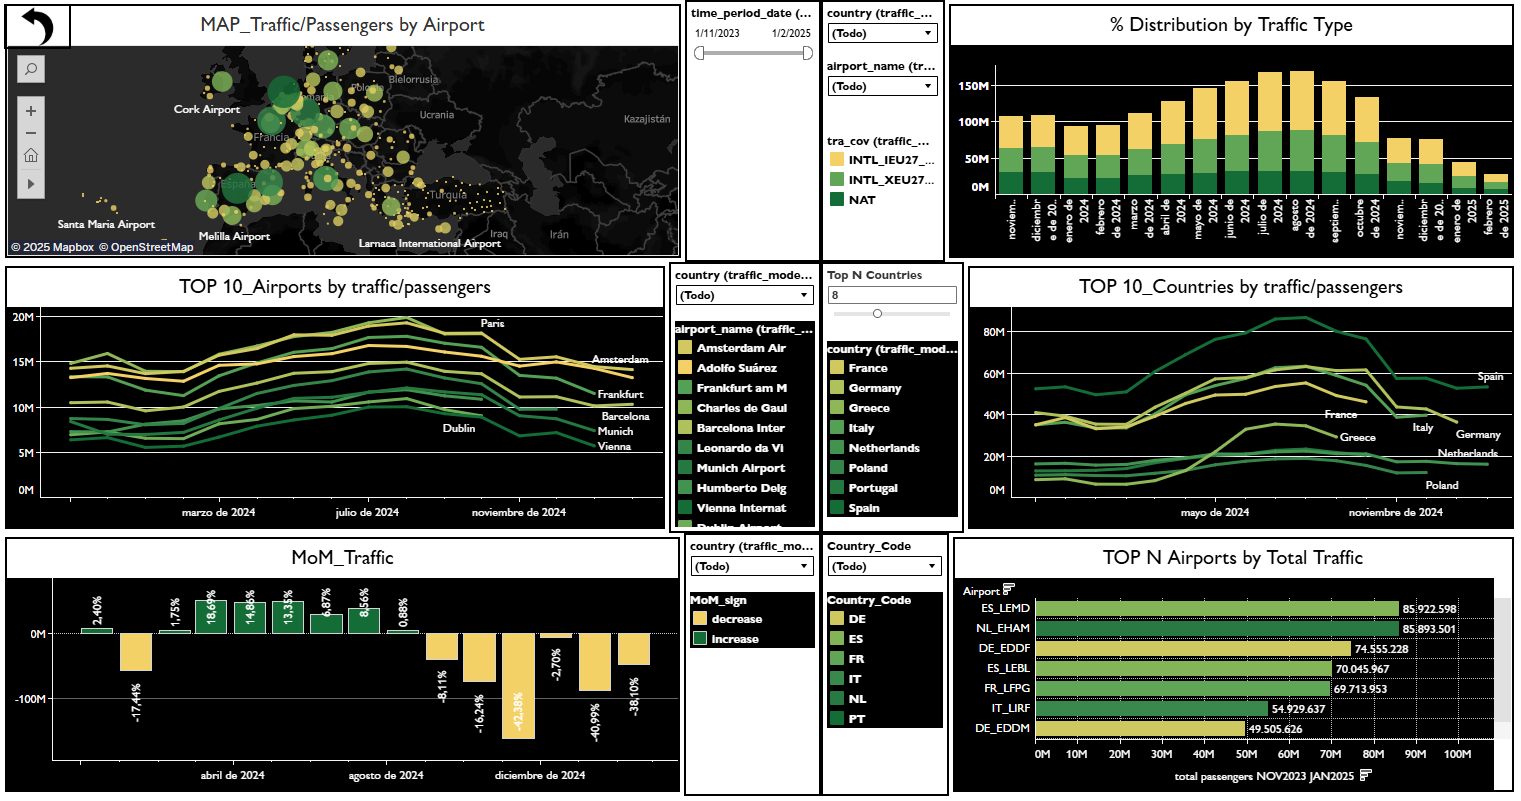 MAP_Traffic/Passengers by Airport
Bielorrusia
Polonia
Ucrania
Kazajistán
Cork Airport
Francia
España
Turquía
Santa Maria Airport
Melilla Airport
Larnaca International Airport
Iraq
Irán
© 2025 Mapbox © OpenStreetMap
time_period_date (...
1/11/2023 1/2/2025
country (traffic_...
(Todo)
airport_name (tr...
(Todo)
tra_cov (traffic_...
INTL_IEU27_...
INTL_XEU27...
NAT
% Distribution by Traffic Type
150M
100M
50M
0M
noviem..
diciembr
e de 20..
enero de
2024
febrero
de 2024
marzo
de 2024
abril de
2024
mayo de
2024
junio de
2024
julio de
2024
agosto
de 2024
septiem..
octubre
de 2024
noviem..
diciembr
e de 20..
enero de
2025
febrero
de 2025
TOP 10_Airports by traffic/passengers
20M
15M
10M
5M
0M
Paris
Amsterdam
Frankfurt
Barcelona
Munich
Vienna
Dublin
marzo de 2024
julio de 2024
noviembre de 2024
country (traffic_mode...
(Todo)
airport_name (traffic_...
Amsterdam Air
Adolfo Suárez
Frankfurt am M
Charles de Gaul
Barcelona Inter
Leonardo da Vi
Munich Airport
Humberto Delg
Vienna Internat
Dublin Airport
Top N Countries
8
country (traffic_mod...
France
Germany
Greece
Italy
Netherlands
Poland
Portugal
Spain
TOP 10_Countries by traffic/passengers
80M
60M
40M
20M
0M
Spain
France
Italy
Germany
Greece
Netherlands
Poland
mayo de 2024
noviembre de 2024
MoM_Traffic
0M
-100M
2,40%
-17,44%
1,75%
18,69%
14,86%
13,35%
6,87%
8,56%
0,88%
-8,11%
-16,24%
-42,38%
-2,70%
-40,99%
-38,10%
abril de 2024
agosto de 2024
diciembre de 2024
country (traffic_mo...
(Todo)
MoM_sign
decrease
increase
Country_Code
(Todo)
Country_Code
DE
ES
FR
IT
NL
PT
TOP N Airports by Total Traffic
Airport
ES_LEMD 85.922.598
NL_EHAM 85.893.501
DE_EDDF 74.555.228
ES_LEBL 70.045.967
FR_LFPG 69.713.953
IT_LIRF 54.929.637
DE_EDDM 49.505.626
0M 10M 20M 30M 40M 50M 60M 70M 80M 90M 100M
total passengers NOV2023 JAN2025